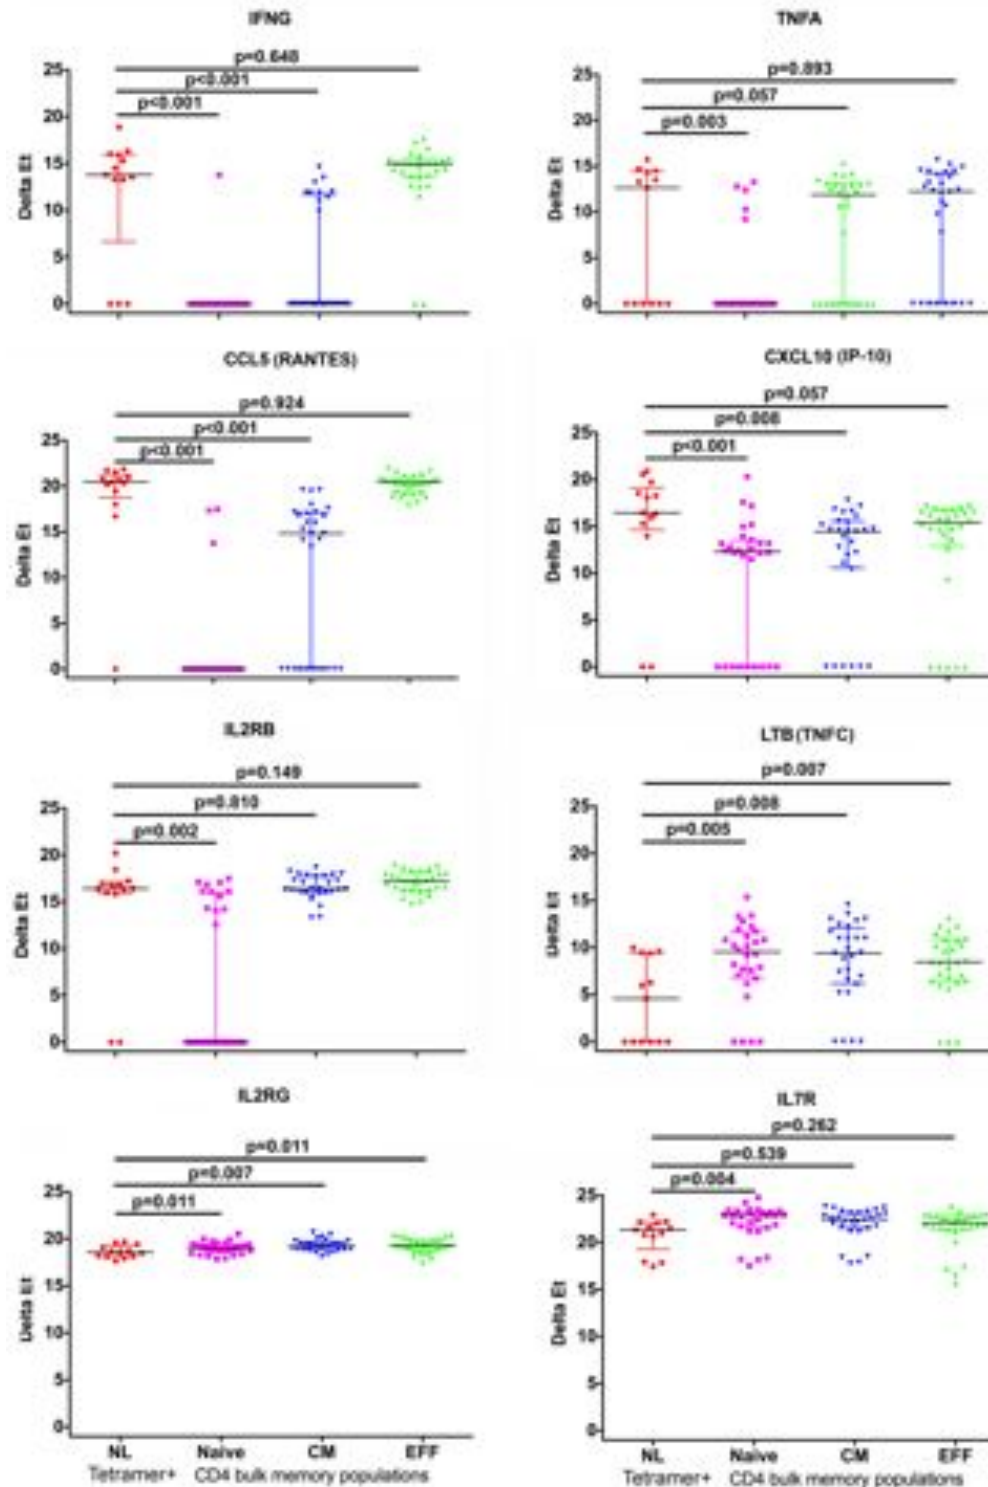 IFNG
p=0.648
p<0.001
p<0.001
25
20
15
10
5
0
Delta Et
TNFA
p=0.893
p=0.057
p=0.003
25
20
15
10
5
0
Delta Et
CCL5 (RANTES)
p=0.924
p<0.001
p<0.001
25
20
15
10
5
0
Delta Et
CXCL10 (IP-10)
p=0.057
p=0.008
p<0.001
25
20
15
10
5
0
Delta Et
IL2RB
p=0.149
p=0.810
p=0.002
25
20
15
10
5
0
Delta Et
LTB (TNFC)
p=0.007
p=0.008
p=0.005
25
20
15
10
5
0
Delta Et
IL2RG
p=0.011
p=0.007
p=0.011
25
20
15
10
5
0
Delta Et
NL Naive CM EFF
Tetramer+ CD4 bulk memory populations
IL7R
p=0.262
p=0.539
p=0.004
25
20
15
10
5
0
Delta Et
NL Naive CM EFF
Tetramer+ CD4 bulk memory populations